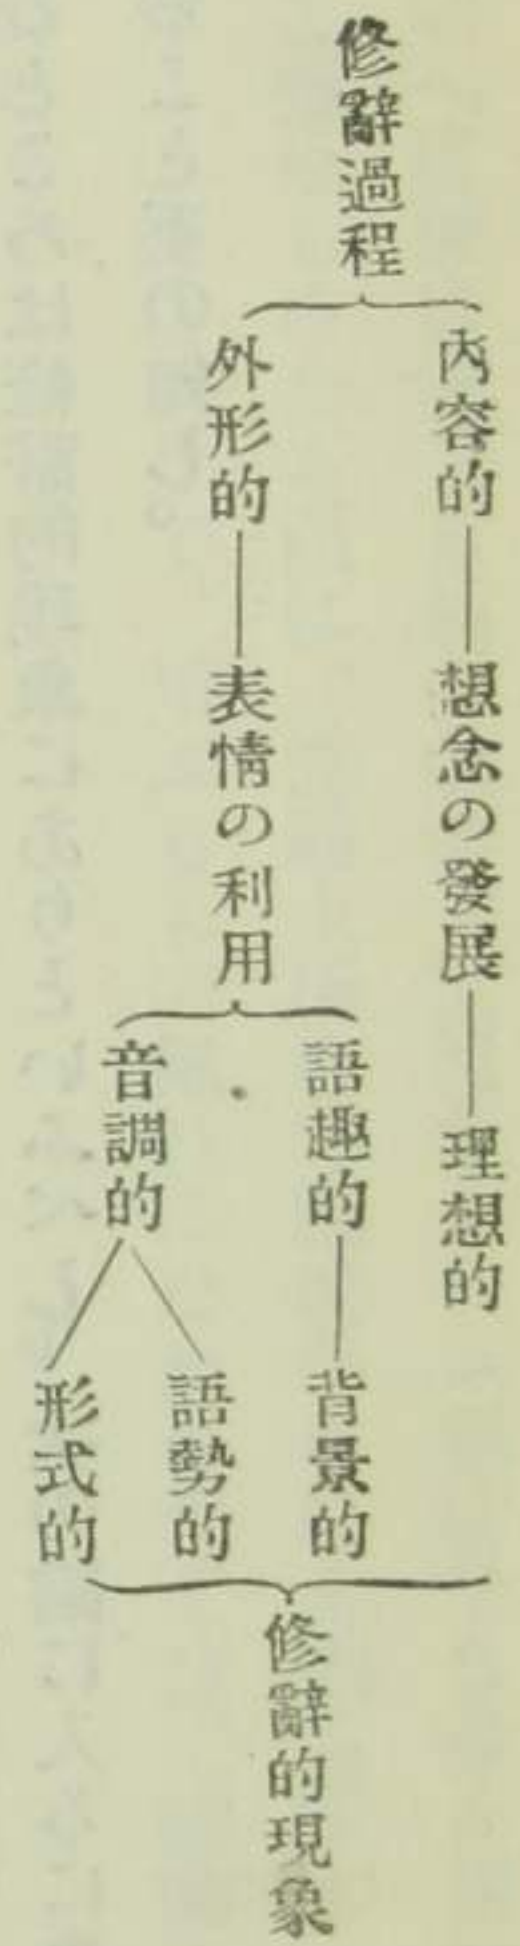 修辭過程
內容的
想念の發展
理想的
外形的
表情の利用
語趣的
背景的
音調的
語勢的
形式的
修辭的現象